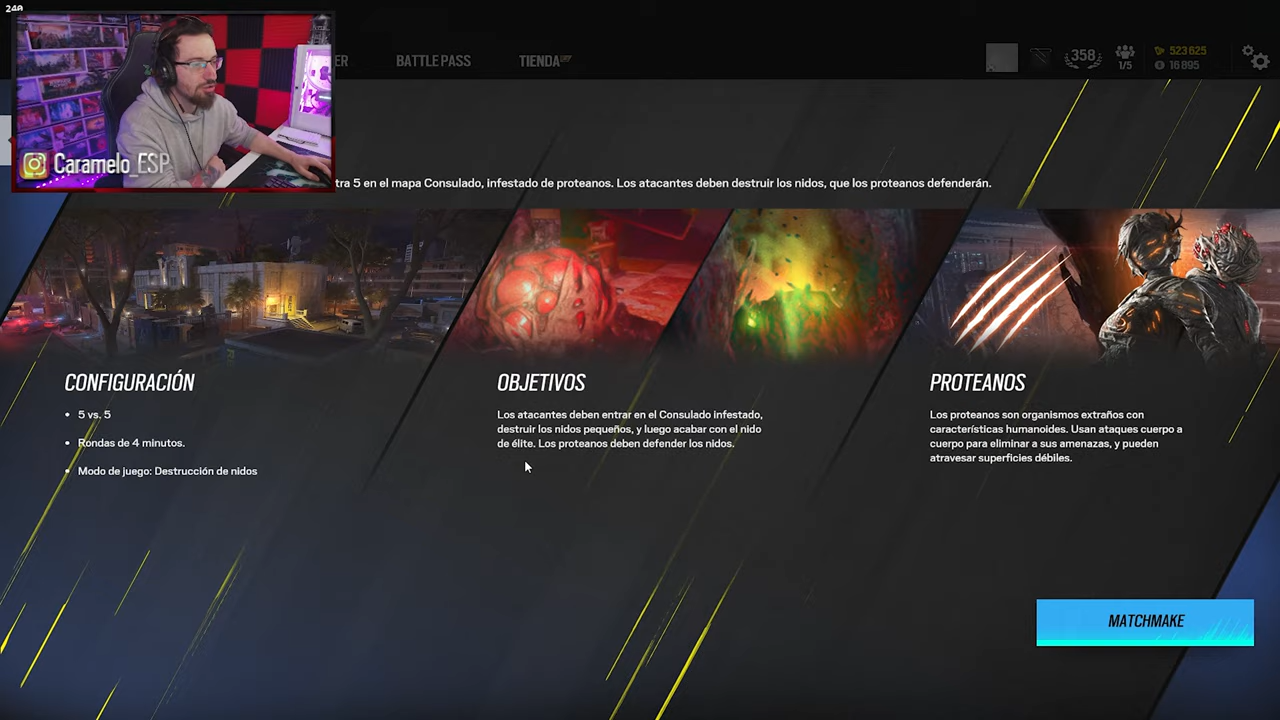 240
BATTLE PASS
TIENDA
358
1/5
523 625
16 895
Caramelo_ESP
5 en el mapa Consulado, infestado de proteanos. Los atacantes deben destruir los nidos, que los proteanos defenderán.
CONFIGURACIÓN
• 5 vs. 5
• Rondas de 4 minutos.
• Modo de juego: Destrucción de nidos
OBJETIVOS
Los atacantes deben entrar en el Consulado infestado,
destruir los nidos pequeños, y luego acabar con el nido
de élite. Los proteanos deben defender los nidos.
PROTEANOS
Los proteanos son organismos extraños con
características humanoides. Usan ataques cuerpo a
cuerpo para eliminar a sus amenazas, y pueden
atravesar superficies débiles.
MATCHMAKE